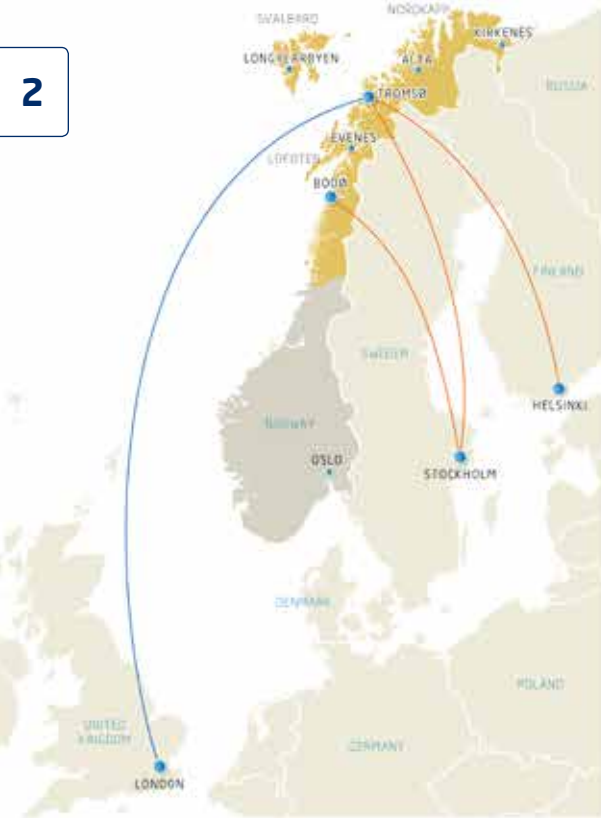 2
SVALBARD
NORDKAPP
KIRKENES
LONGYEARBYEN
ALTA
RUSSIA
TROMSØ
EVENES
LOFOTEN
BODØ
FINLAND
SWEDEN
HELSINKI
NORWAY
OSLO
STOCKHOLM
DENMARK
POLAND
UNITED
KINGDOM
GERMANY
LONDON